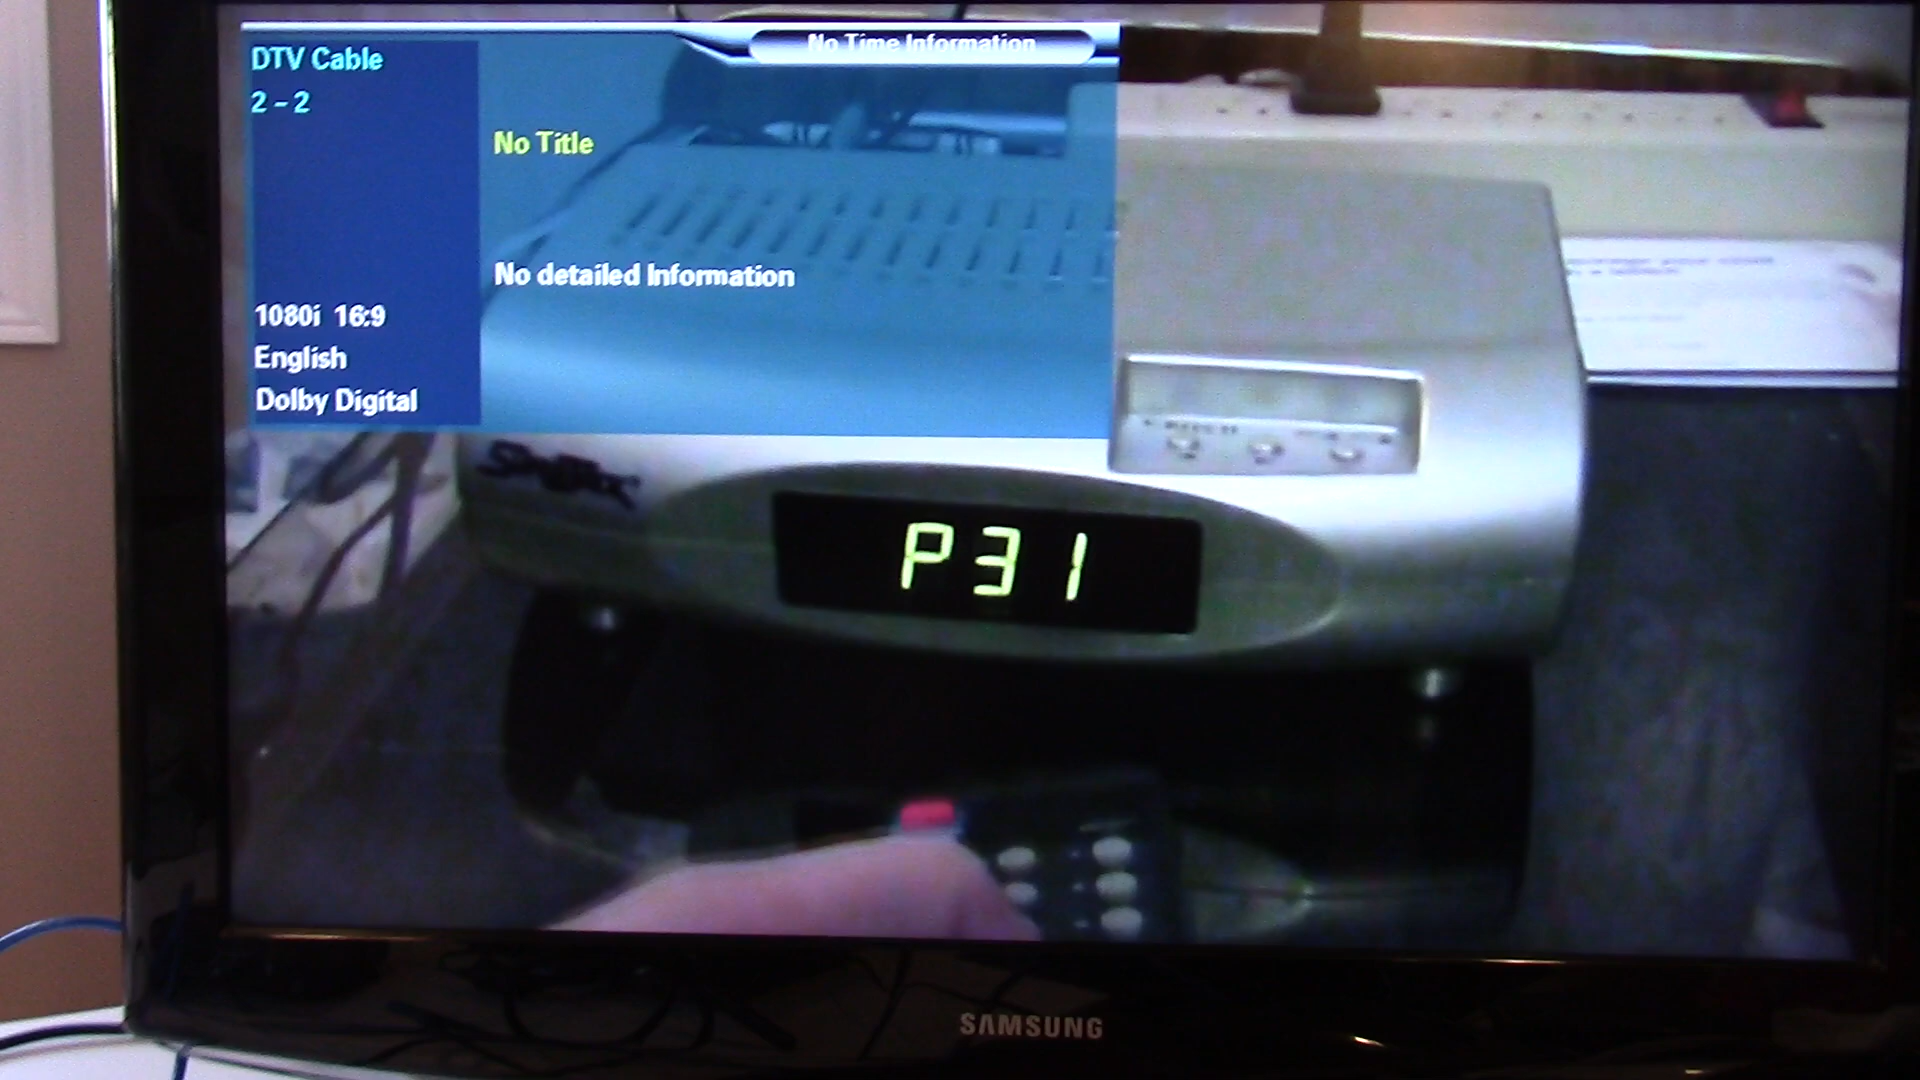 No Time Information
DTV Cable
2 - 2
No Title
No detailed Information
1080i 16:9
English
Dolby Digital
P31
SAMSUNG